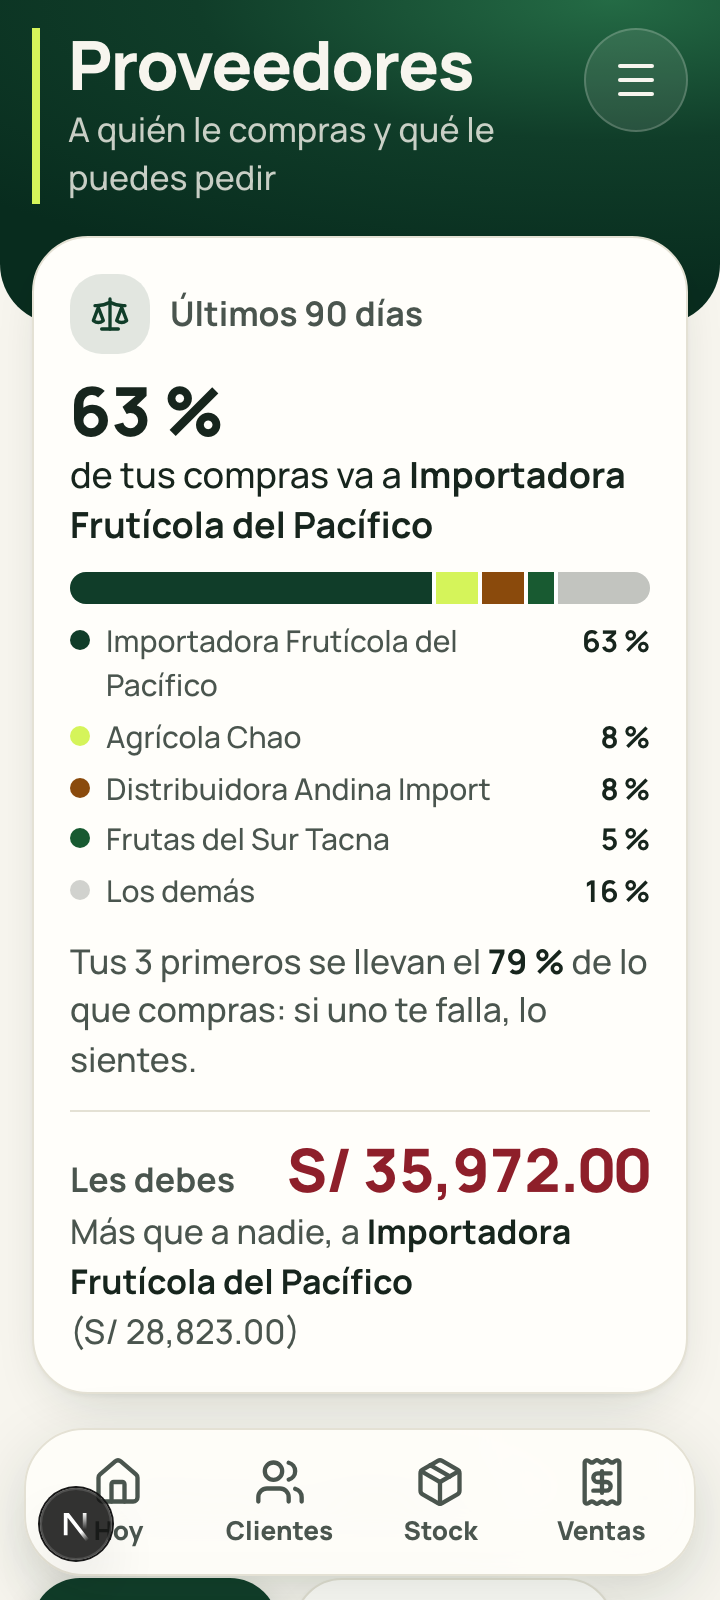 Proveedores
A quién le compras y qué le
puedes pedir
Últimos 90 días
63 %
de tus compras va a Importadora
Frutícola del Pacífico
Importadora Frutícola del
Pacífico
63 %
Agrícola Chao 8 %
Distribuidora Andina Import 8 %
Frutas del Sur Tacna 5 %
Los demás 16 %
Tus 3 primeros se llevan el 79 % de lo
que compras: si uno te falla, lo
sientes.
Les debes S/ 35,972.00
Más que a nadie, a Importadora
Frutícola del Pacífico
(S/ 28,823.00)
N Hoy Clientes Stock Ventas